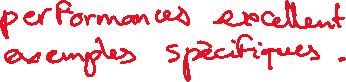 performances excellent
exemples spécifiques.